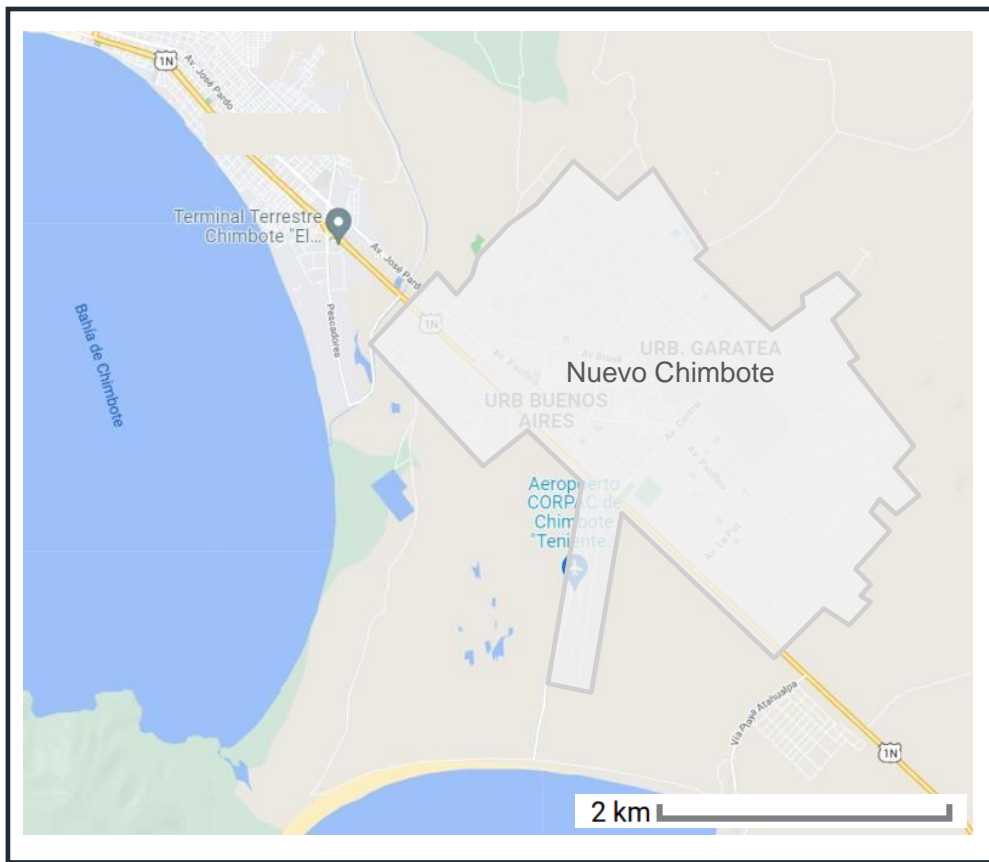 1N
Av. José Pardo
Terminal Terrestre
Chimbote "El...
Av. José Pard
Pescadores
Bahía de Chimbote
1N
Av. Pacífico
Av Brasil
URB. GARATEA
Nuevo Chimbote
URB BUENOS
AIRES
Av. Central
Av. Pacífico
Aeropuerto
CORPAC de
Chimbote
"Teniente...
Av. La Paz
Vía Playa Atahualpa
1N
2 km